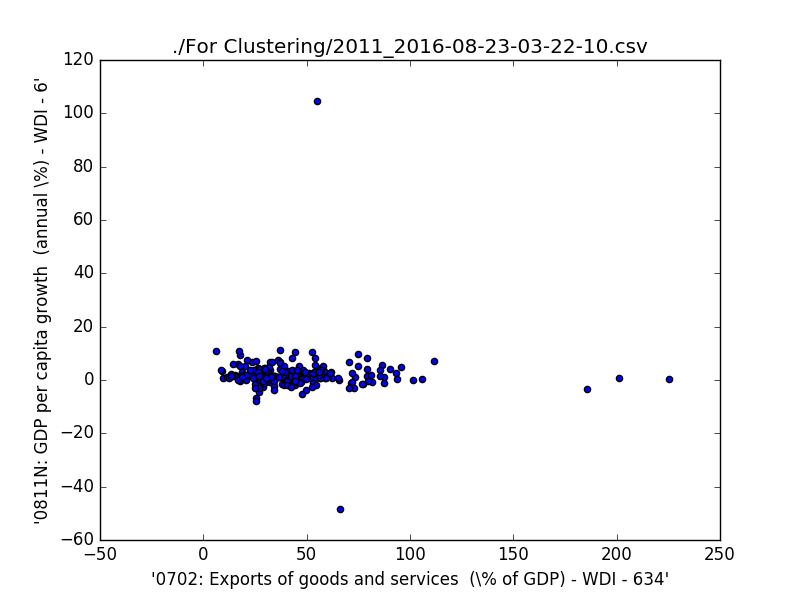 ./For Clustering/2011_2016-08-23-03-22-10.csv
120
100
80
60
40
20
0
−20
−40
−60
'0811N: GDP per capita growth  (annual \%) - WDI - 6'
−50 0 50 100 150 200 250
'0702: Exports of goods and services  (\% of GDP) - WDI - 634'